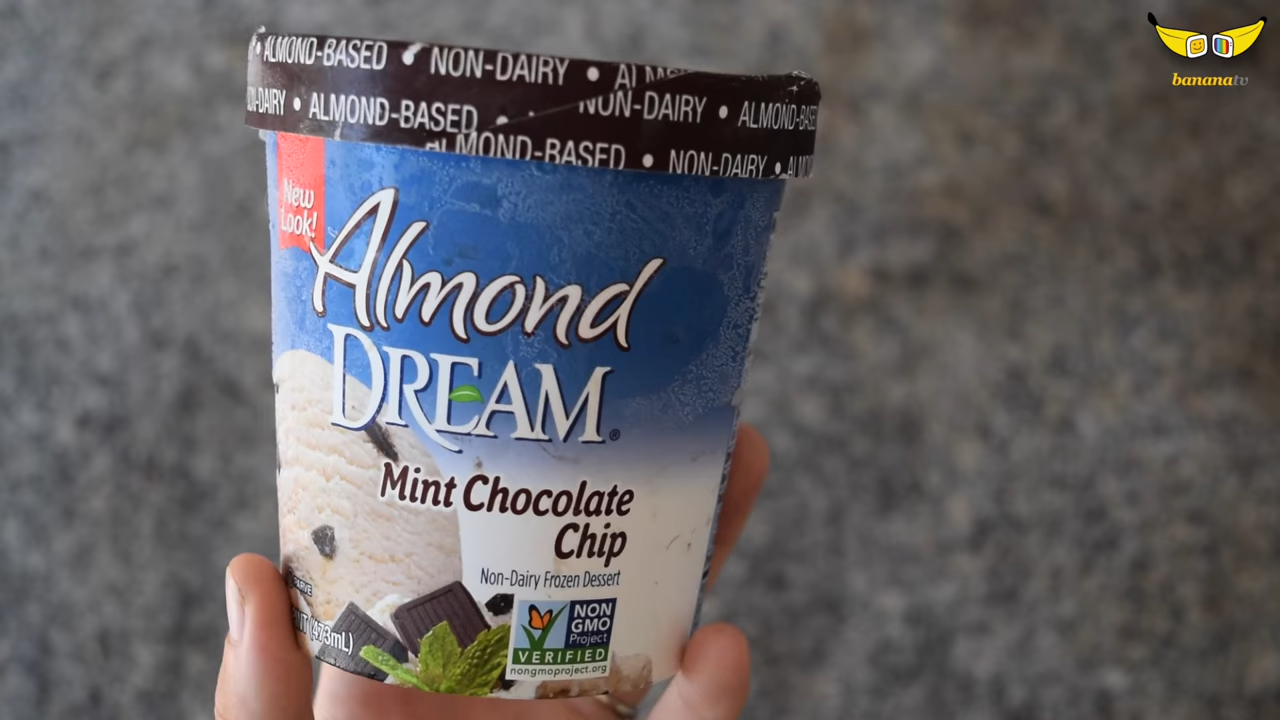 ALMOND-BASED • NON-DAIRY •
-DAIRY • ALMOND-BASED • NON-DAIRY • ALMOND-BASED
ALMOND-BASED • NON-DAIRY •
bananatv
New
Look!
Almond
DREAM®
Mint Chocolate
Chip
Non-Dairy Frozen Dessert
NON
GMO
Project
VERIFIED
nongmoproject.org
(473mL)